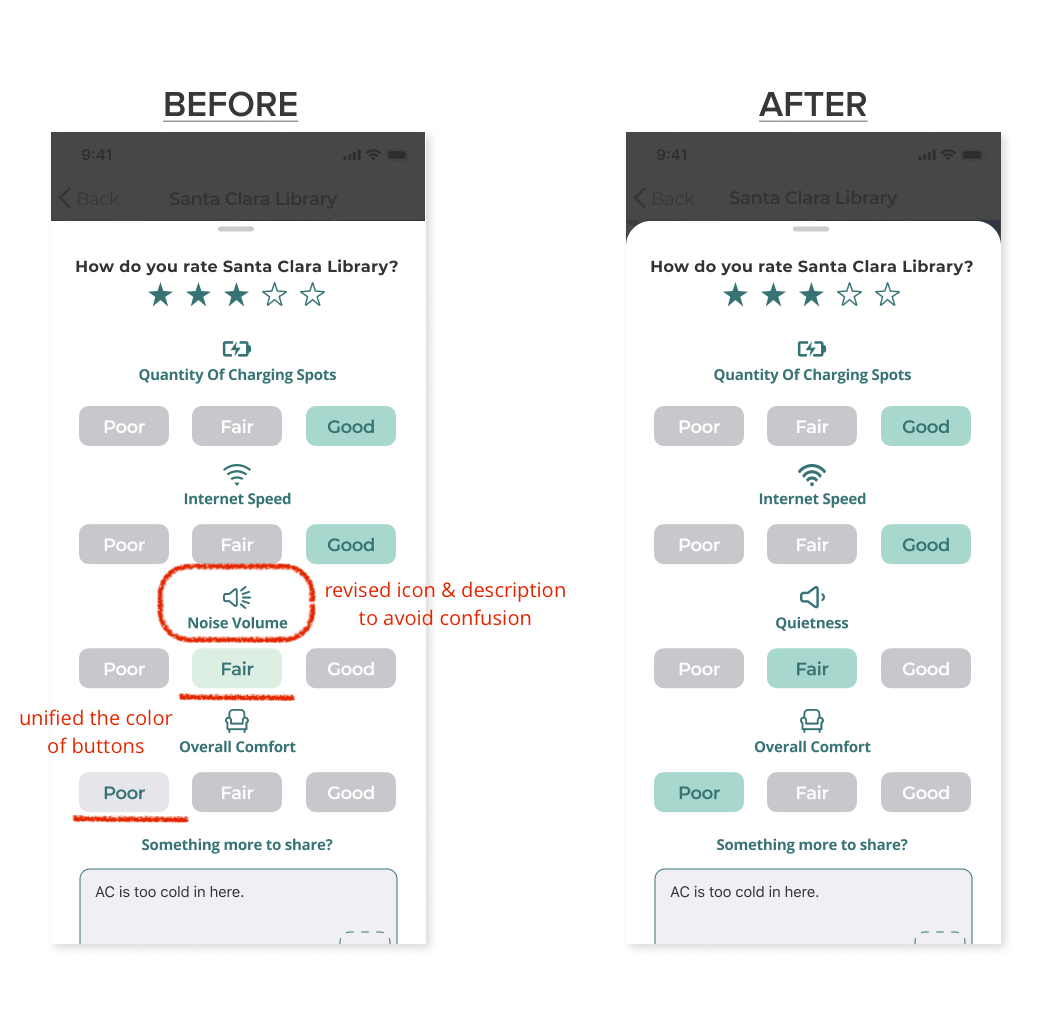 BEFORE
9:41
Back Santa Clara Library
How do you rate Santa Clara Library?
Quantity Of Charging Spots
Poor Fair Good
Internet Speed
Poor Fair Good
Noise Volume
revised icon & description
to avoid confusion
Poor Fair Good
unified the color
of buttons
Overall Comfort
Poor Fair Good
Something more to share?
AC is too cold in here.
AFTER
9:41
Back Santa Clara Library
How do you rate Santa Clara Library?
Quantity Of Charging Spots
Poor Fair Good
Internet Speed
Poor Fair Good
Quietness
Poor Fair Good
Overall Comfort
Poor Fair Good
Something more to share?
AC is too cold in here.